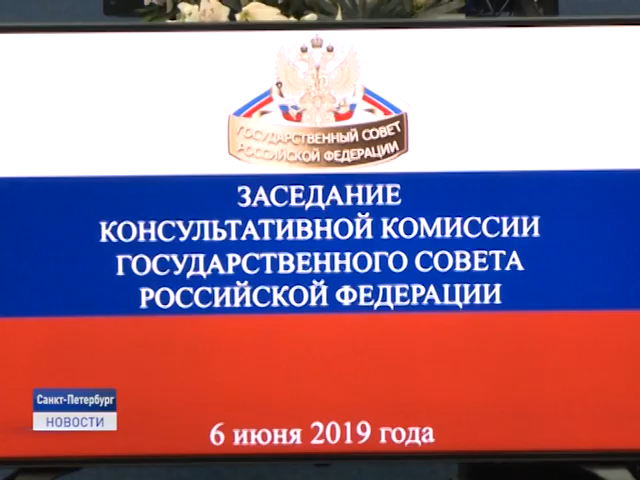 ГОСУДАРСТВЕННЫЙ СОВЕТ
РОССИЙСКОЙ ФЕДЕРАЦИИ
ЗАСЕДАНИЕ
КОНСУЛЬТАТИВНОЙ КОМИССИИ
ГОСУДАРСТВЕННОГО СОВЕТА
РОССИЙСКОЙ ФЕДЕРАЦИИ
Санкт-Петербург
НОВОСТИ
6 июня 2019 года